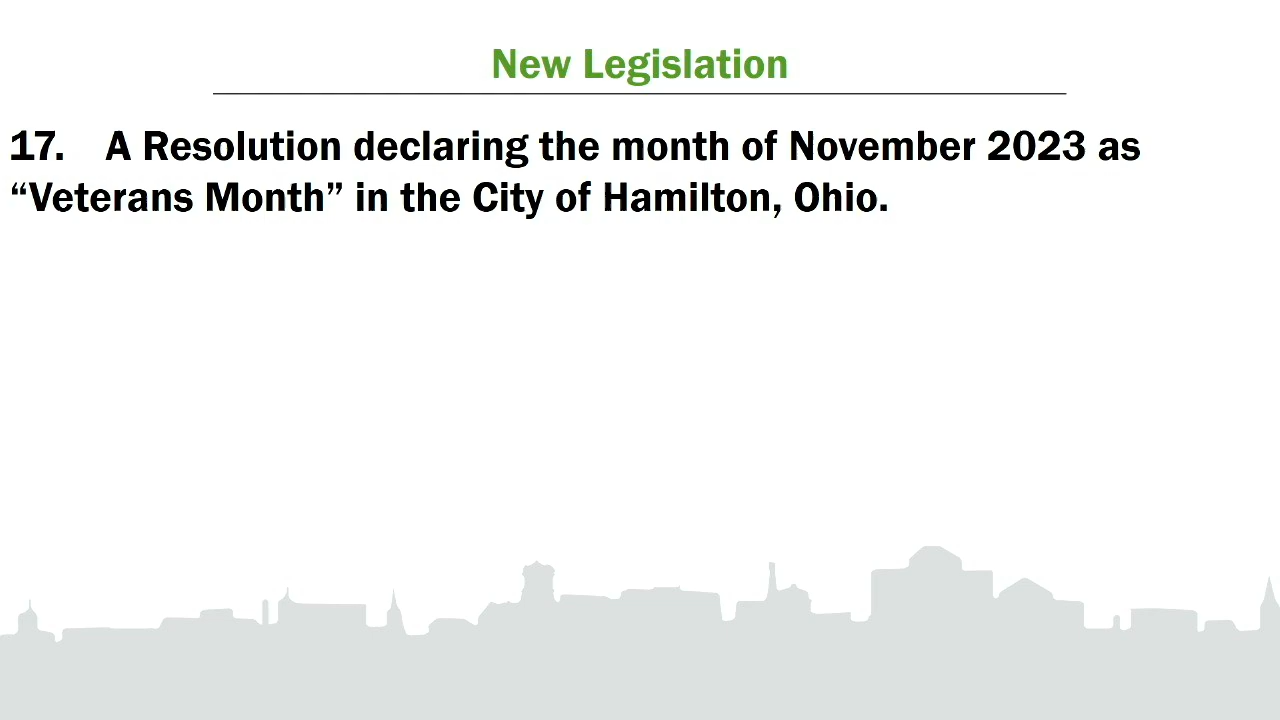 New Legislation
17. A Resolution declaring the month of November 2023 as
“Veterans Month” in the City of Hamilton, Ohio.